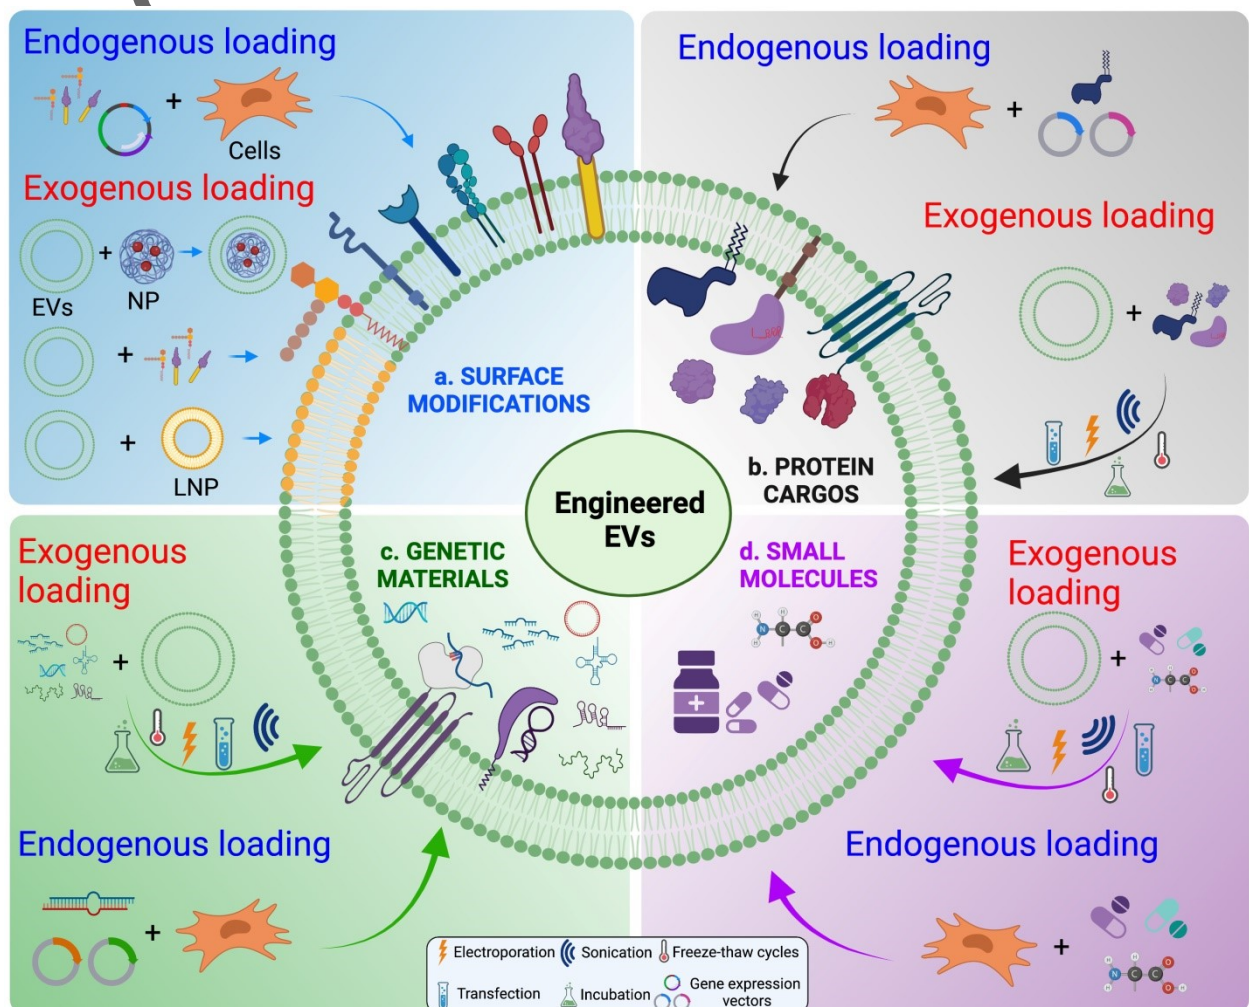 Endogenous loading
+
Cells
Exogenous loading
+
EVs
NP
+
+
LNP
a. SURFACE
MODIFICATIONS
Endogenous loading
+
Exogenous loading
+
b. PROTEIN
CARGOS
Engineered
EVs
c. GENETIC
MATERIALS
d. SMALL
MOLECULES
H
H
N
C
C
O
O
H
H
+
Exogenous
loading
+
Endogenous loading
+
Exogenous
loading
+
H
H
N
C
C
O
O
H
H
Endogenous loading
+
H
H
N
C
C
O
O
H
H
Electroporation
Sonication
Freeze-thaw cycles
Transfection
Incubation
Gene expression
vectors